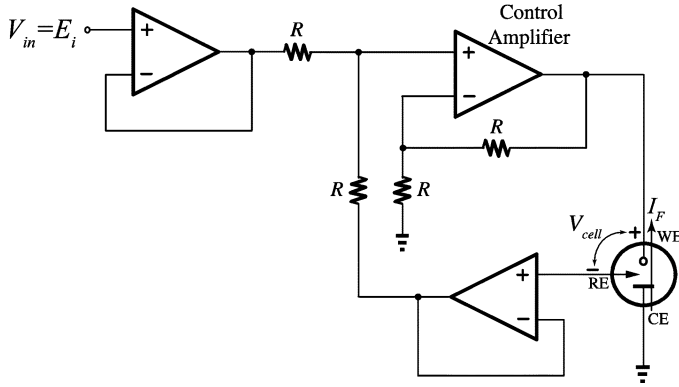 Control
Amplifier
V_in=E_i
+
−
R
+
−
R
R
R
V_cell
I_F
+
WE
−
RE
CE
+
−